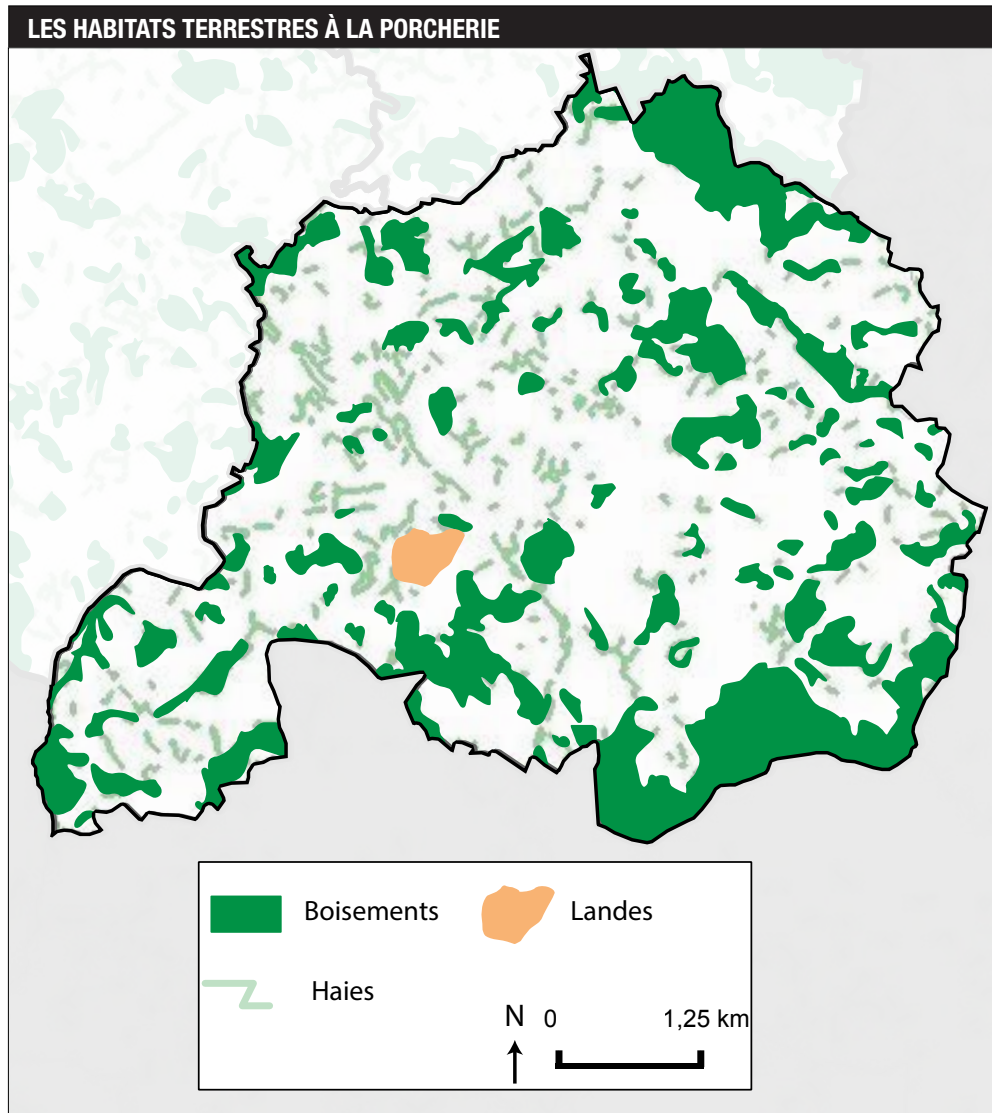 LES HABITATS TERRESTRES À LA PORCHERIE
Boisements
Landes
Haies
N
0 1,25 km